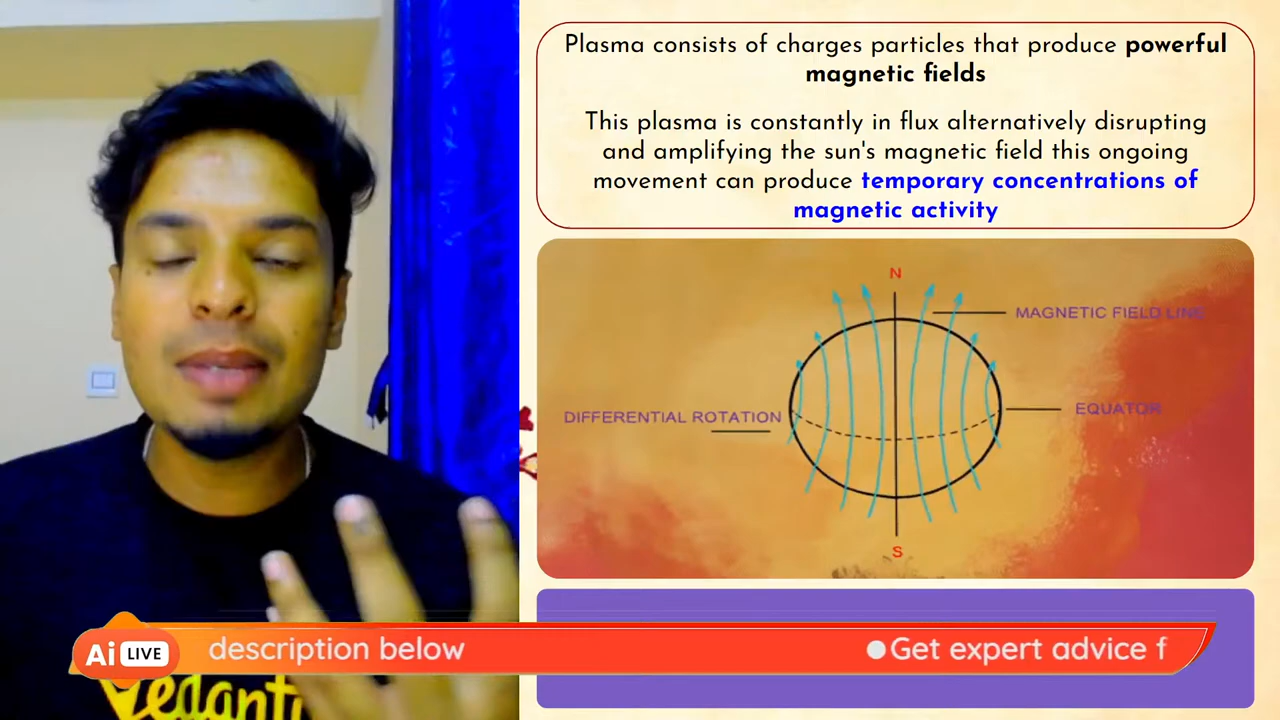 Plasma consists of charges particles that produce powerful
magnetic fields
This plasma is constantly in flux alternatively disrupting
and amplifying the sun's magnetic field this ongoing
movement can produce temporary concentrations of
magnetic activity
N
MAGNETIC FIELD LINE
DIFFERENTIAL ROTATION
EQUATOR
S
Ai LIVE
description below
●Get expert advice f